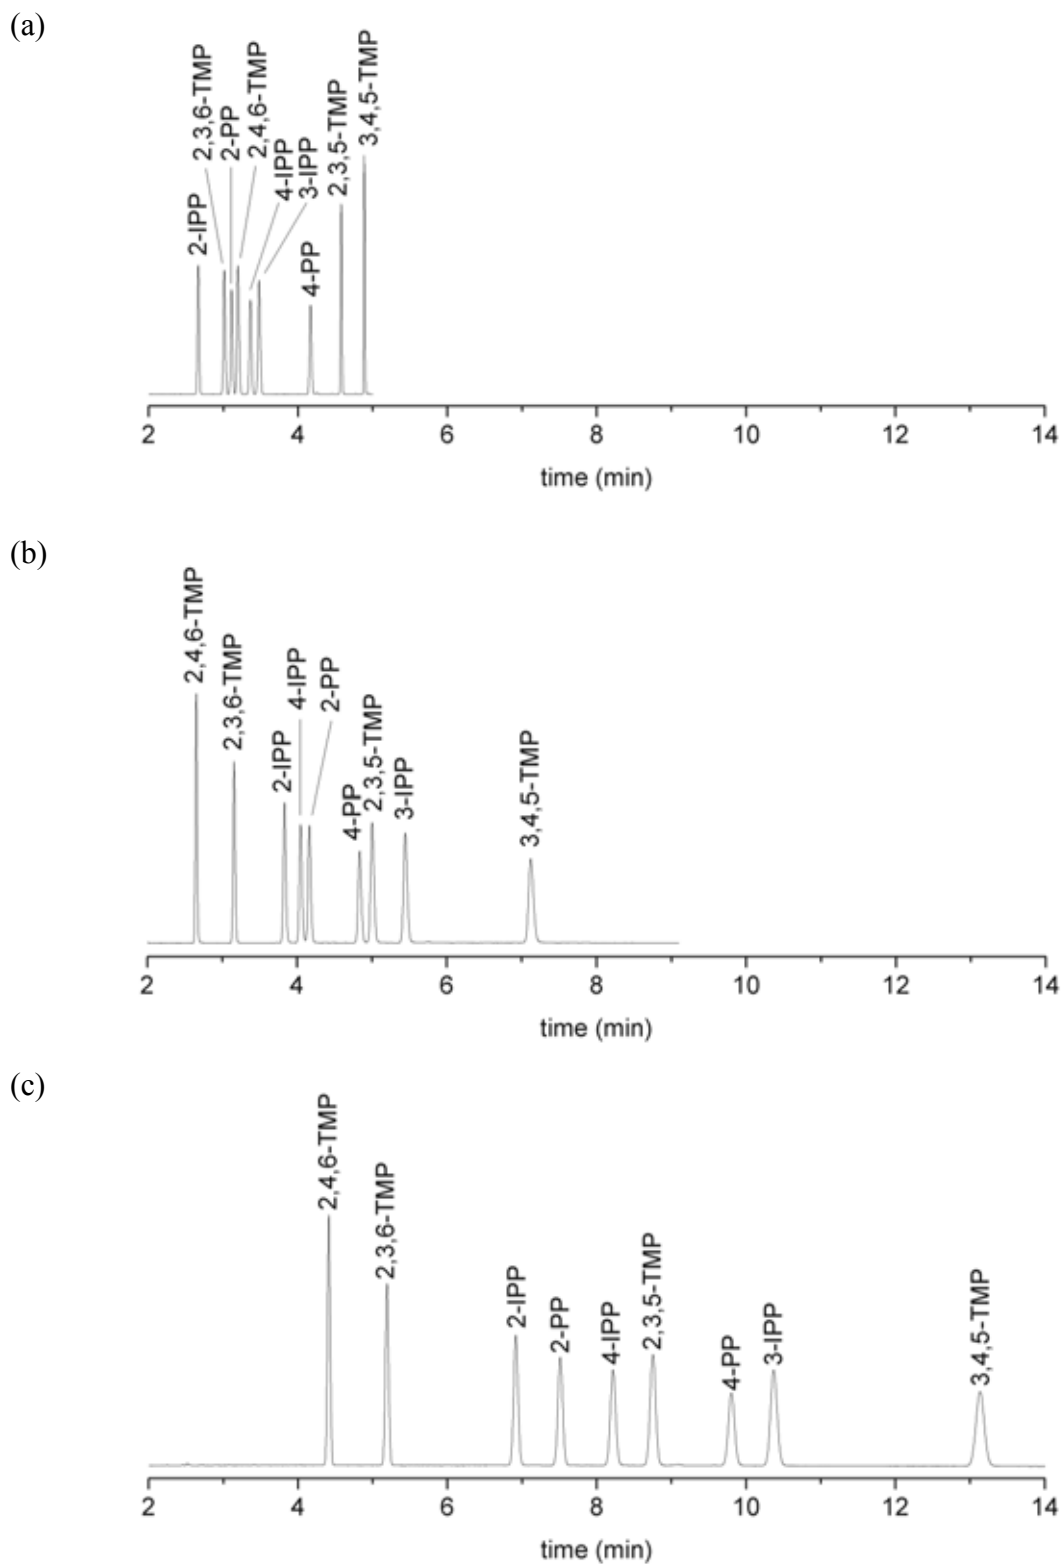 (a)
2-IPP
2,3,6-TMP
2-PP
2,4,6-TMP
4-IPP
3-IPP
4-PP
2,3,5-TMP
3,4,5-TMP
2 4 6 8 10 12 14
time (min)
(b)
2,4,6-TMP
2,3,6-TMP
2-IPP
4-IPP
2-PP
4-PP
2,3,5-TMP
3-IPP
3,4,5-TMP
2 4 6 8 10 12 14
time (min)
(c)
2,4,6-TMP
2,3,6-TMP
2-IPP
2-PP
4-IPP
2,3,5-TMP
4-PP
3-IPP
3,4,5-TMP
2 4 6 8 10 12 14
time (min)